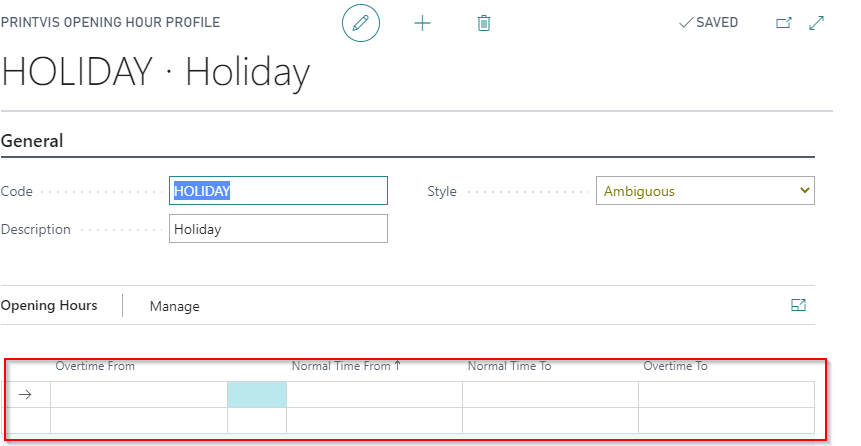 PRINTVIS OPENING HOUR PROFILE
SAVED
HOLIDAY · Holiday
General
Code HOLIDAY Style Ambiguous
Description Holiday
Opening Hours Manage
Overtime From Normal Time From ↑ Normal Time To Overtime To